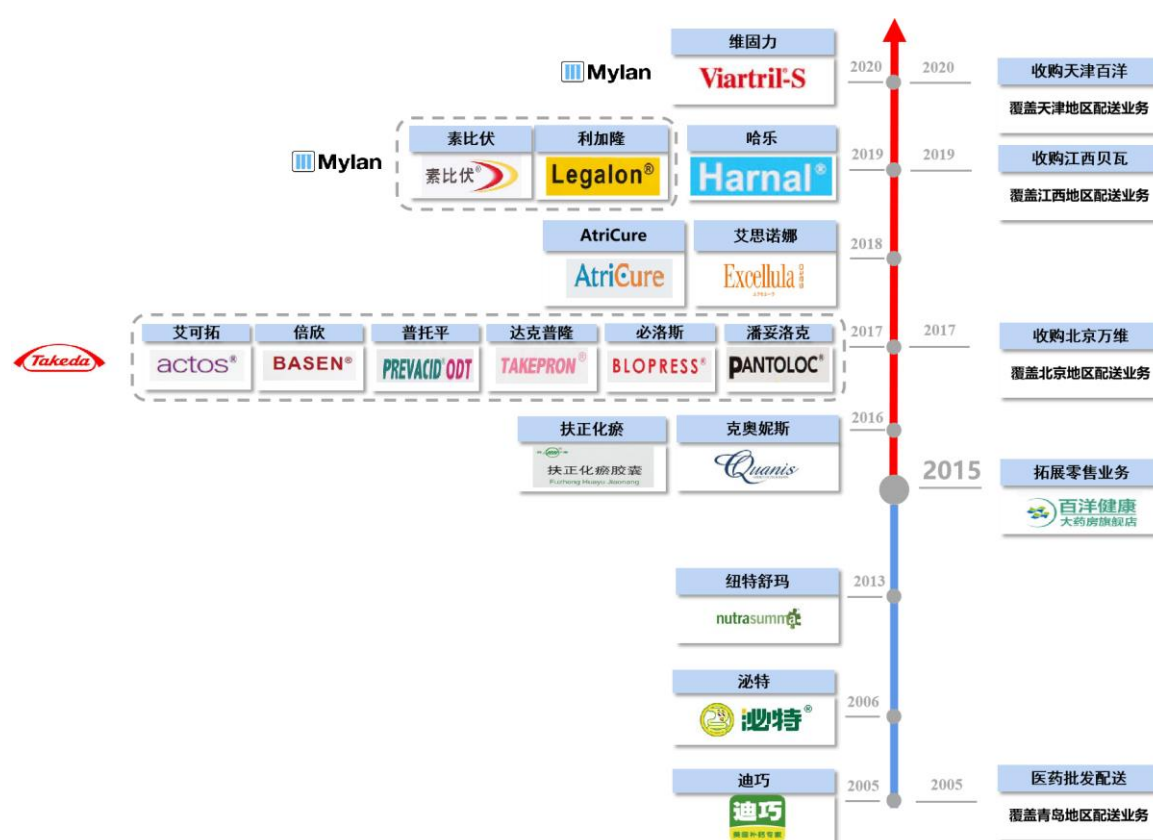 维固力
Mylan
Viartril-S
2020
2020
收购天津百洋
覆盖天津地区配送业务
素比伏
利加隆
哈乐
Mylan
素比伏®
Legalon®
Harnal®
2019
2019
收购江西贝瓦
覆盖江西地区配送业务
AtriCure
艾思诺娜
AtriCure
Excellula
2018
艾可拓
倍欣
普托平
达克普隆
必洛斯
潘妥洛克
Takeda
actos®
BASEN®
PREVACID® ODT
TAKEPRON®
BLOPRESS®
PANTOLOC®
2017
2017
收购北京万维
覆盖北京地区配送业务
扶正化瘀
克奥妮斯
扶正化瘀胶囊
Fuzheng Huayu Jiaonang
Quanis
2016
2015
拓展零售业务
百洋健康
大药房旗舰店
纽特舒玛
nutrasumma
2013
泌特
泌特®
2006
迪巧
迪巧
2005
2005
医药批发配送
覆盖青岛地区配送业务